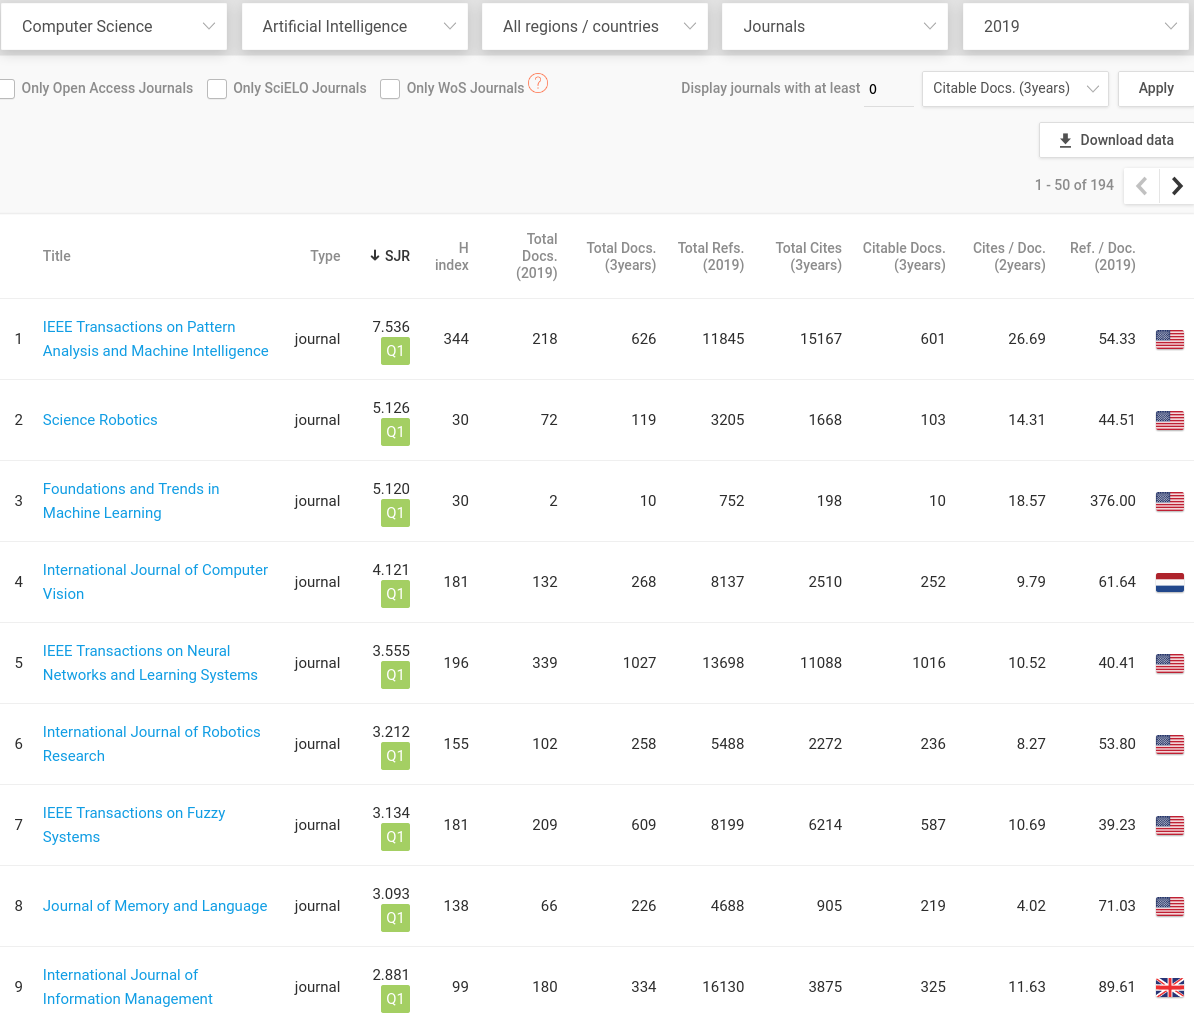 Computer Science Artificial Intelligence All regions / countries Journals 2019
Only Open Access Journals Only SciELO Journals Only WoS Journals ? Display journals with at least 0 Citable Docs. (3years) Apply
Download data
1 - 50 of 194
Title Type SJR H index Total Docs. (2019) Total Docs. (3years) Total Refs. (2019) Total Cites (3years) Citable Docs. (3years) Cites / Doc. (2years) Ref. / Doc. (2019)
1 IEEE Transactions on Pattern Analysis and Machine Intelligence journal 7.536 Q1 344 218 626 11845 15167 601 26.69 54.33
2 Science Robotics journal 5.126 Q1 30 72 119 3205 1668 103 14.31 44.51
3 Foundations and Trends in Machine Learning journal 5.120 Q1 30 2 10 752 198 10 18.57 376.00
4 International Journal of Computer Vision journal 4.121 Q1 181 132 268 8137 2510 252 9.79 61.64
5 IEEE Transactions on Neural Networks and Learning Systems journal 3.555 Q1 196 339 1027 13698 11088 1016 10.52 40.41
6 International Journal of Robotics Research journal 3.212 Q1 155 102 258 5488 2272 236 8.27 53.80
7 IEEE Transactions on Fuzzy Systems journal 3.134 Q1 181 209 609 8199 6214 587 10.69 39.23
8 Journal of Memory and Language journal 3.093 Q1 138 66 226 4688 905 219 4.02 71.03
9 International Journal of Information Management journal 2.881 Q1 99 180 334 16130 3875 325 11.63 89.61